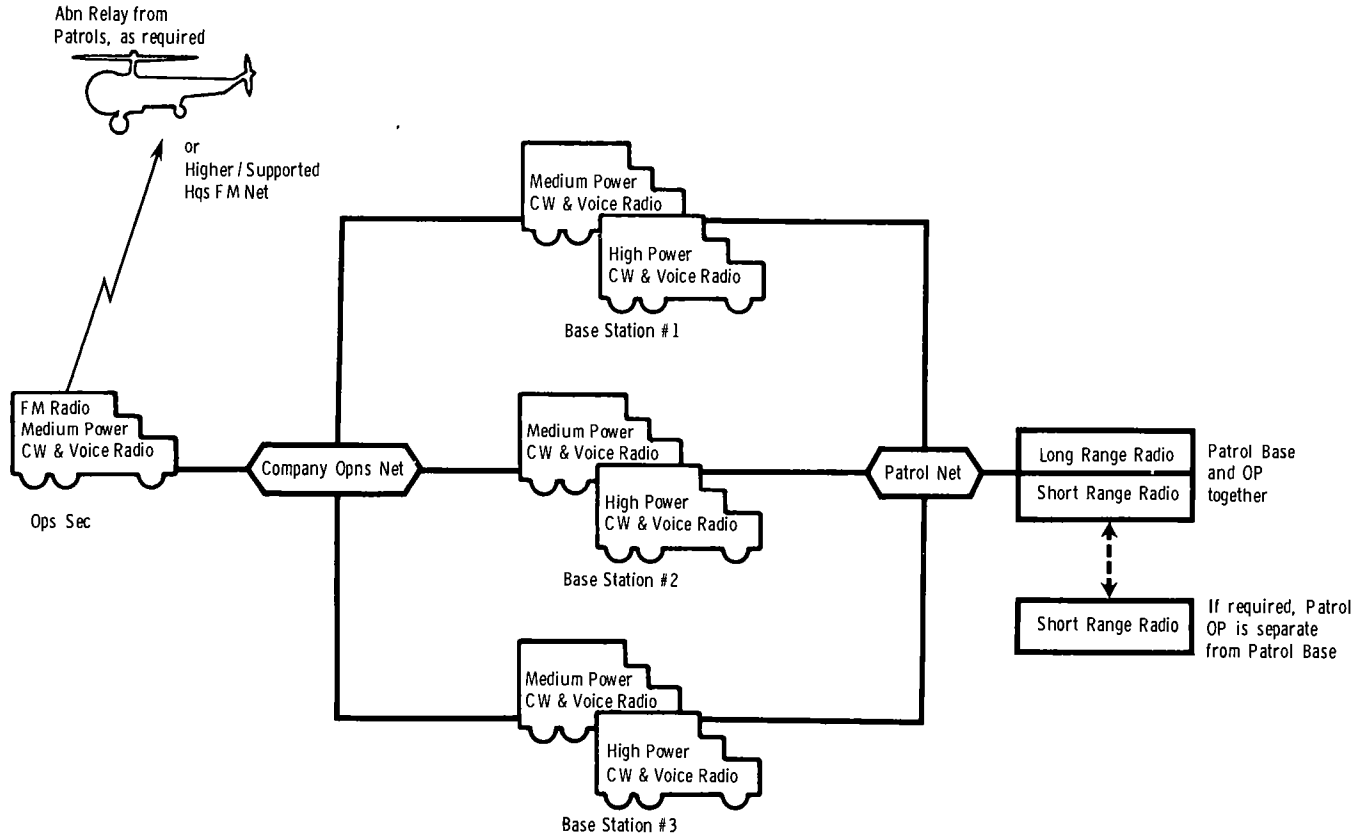 Abn Relay from
Patrols, as required
or
Higher / Supported
Hqs FM Net
Medium Power
CW & Voice Radio
High Power
CW & Voice Radio
Base Station #1
FM Radio
Medium Power
CW & Voice Radio
Ops Sec
Company Opns Net
Medium Power
CW & Voice Radio
High Power
CW & Voice Radio
Base Station #2
Patrol Net
Long Range Radio
Short Range Radio
Patrol Base
and OP
together
Short Range Radio
If required, Patrol
OP is separate
from Patrol Base
Medium Power
CW & Voice Radio
High Power
CW & Voice Radio
Base Station #3